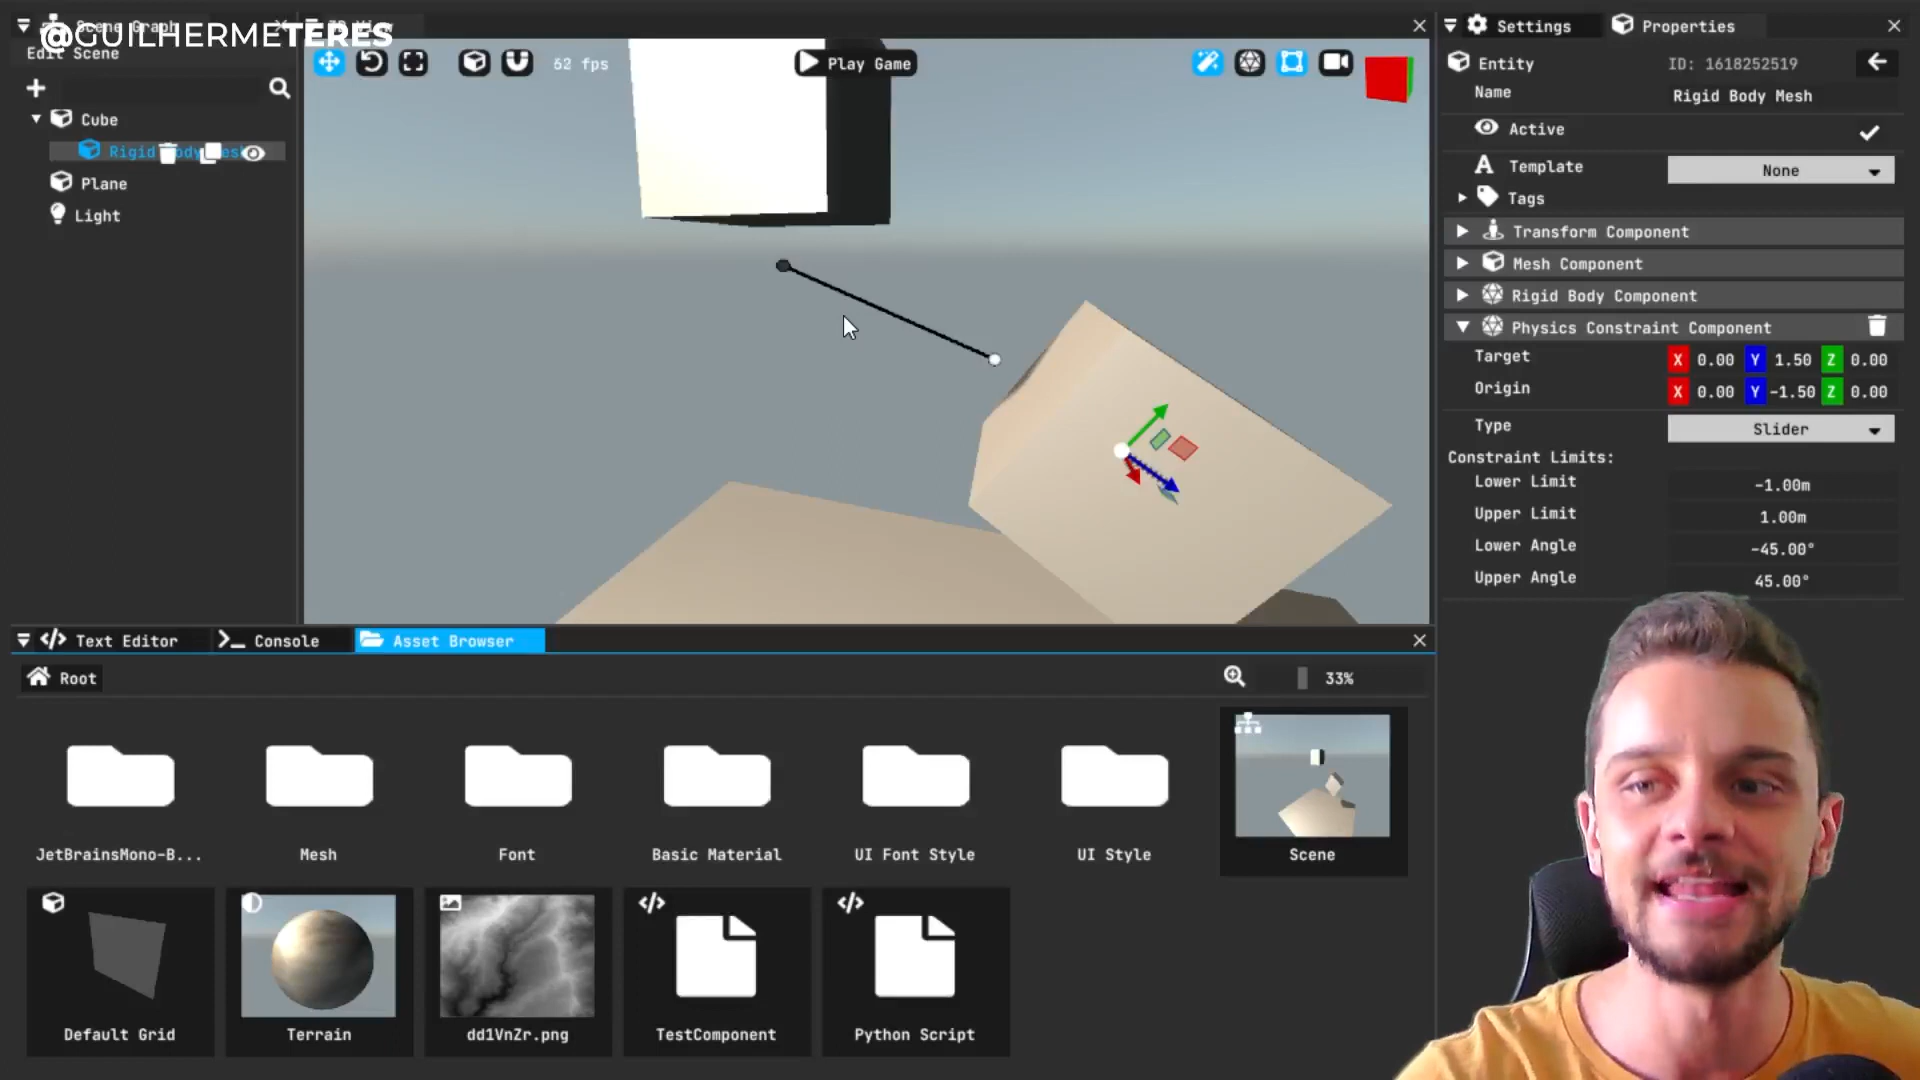 @GUILHERMETERES
Edit Scene
Cube
Plane
Light
62 fps
Play Game
Settings
Properties
Entity
ID: 1618252519
Name
Rigid Body Mesh
Active
Template
None
Tags
Transform Component
Mesh Component
Rigid Body Component
Physics Constraint Component
Target
X 0.00 Y 1.50 Z 0.00
Origin
X 0.00 Y -1.50 Z 0.00
Type
Slider
Constraint Limits:
Lower Limit
-1.00m
Upper Limit
1.00m
Lower Angle
-45.00°
Upper Angle
45.00°
Text Editor
Console
Asset Browser
Root
33%
JetBrainsMono-B...
Mesh
Font
Basic Material
UI Font Style
UI Style
Scene
Default Grid
Terrain
dd1VnZr.png
TestComponent
Python Script